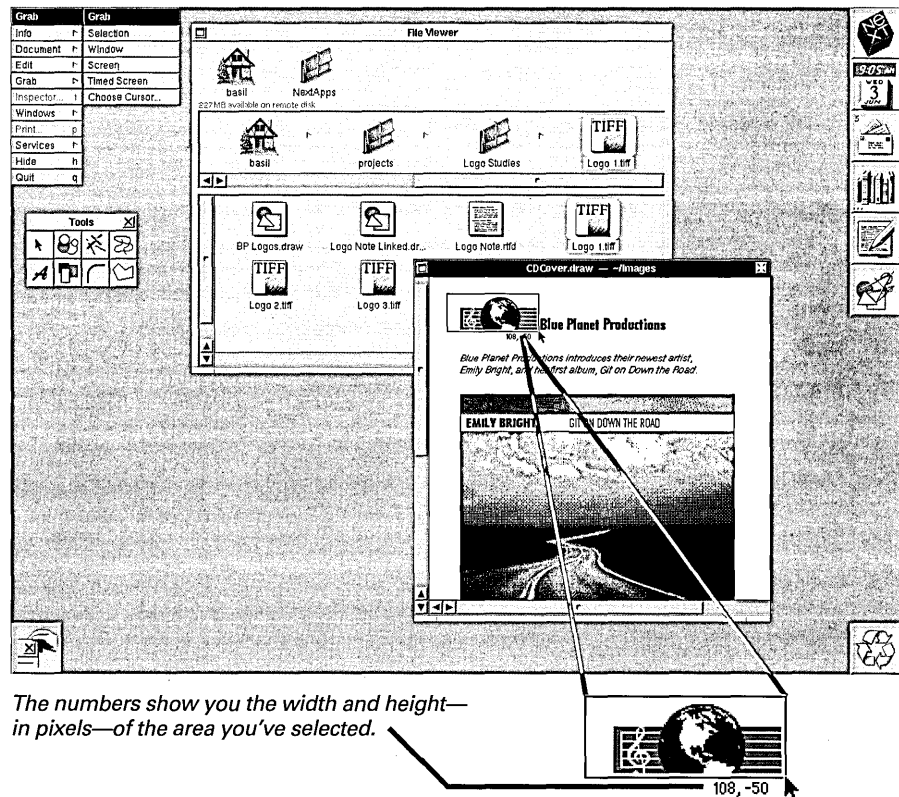 Grab
Info
Document
Edit
Grab
Inspector...
Windows
Print... p
Services
Hide h
Quit q
Grab
Selection
Window
Screen
Timed Screen
Choose Cursor...
Tools
File Viewer
basil
NextApps
227MB available on remote disk
basil
projects
Logo Studies
TIFF
Logo 1.tiff
BP Logos.draw
Logo Note Linked.dr...
Logo Note.rtfd
TIFF
Logo 1.tiff
TIFF
Logo 2.tiff
TIFF
Logo 3.tiff
CDCover.draw — ~/Images
Blue Planet Productions
108, -50
Blue Planet Productions introduces their newest artist,
Emily Bright, and her first album, Git on Down the Road.
EMILY BRIGHT
GIT ON DOWN THE ROAD
NeXT
9:05 AM
WED
3
JUN
The numbers show you the width and height—
in pixels—of the area you've selected.
108, -50